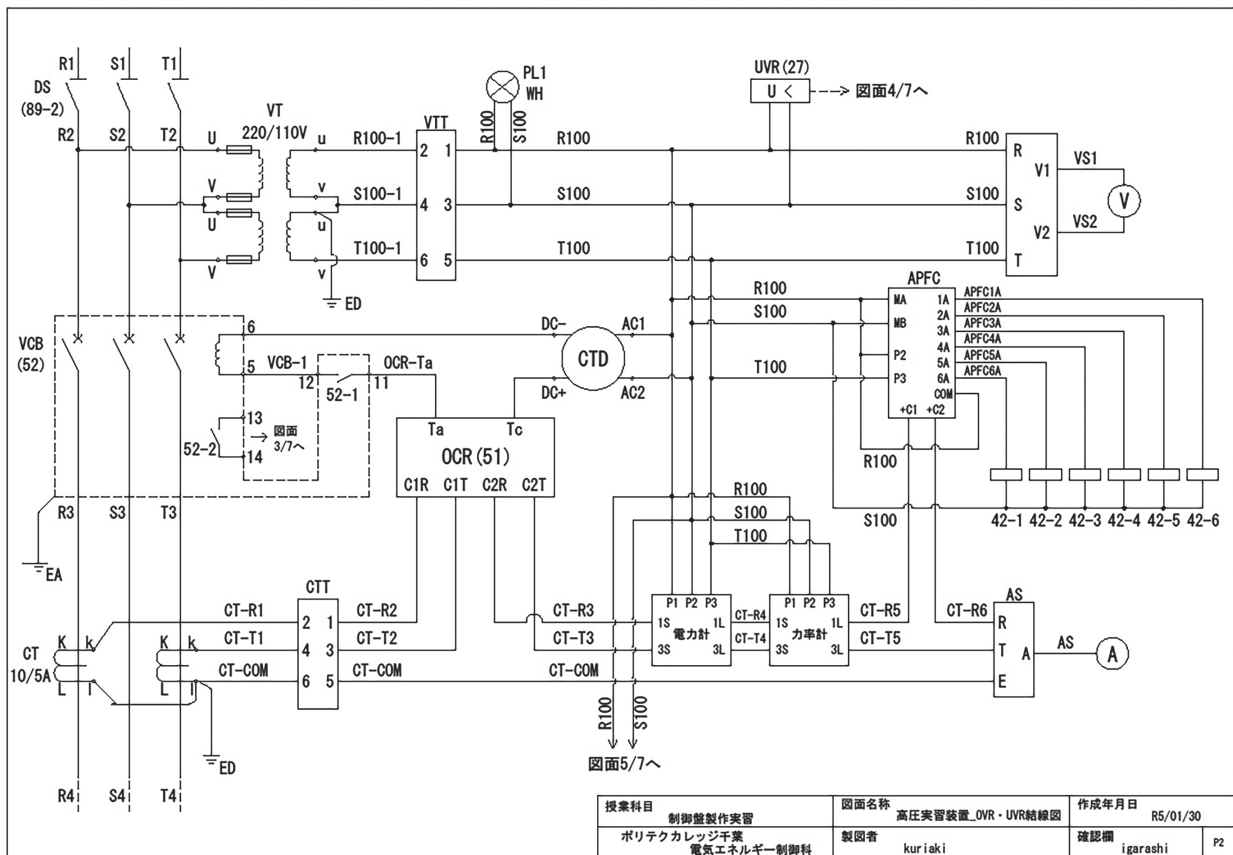 R1 S1 T1
DS
(89-2)
R2 S2 T2
VT
220/110V
U u
V v
U u
V v
ED
R100-1
S100-1
T100-1
VTT
2 1
4 3
6 5
PL1
WH
R100 S100
R100
S100
T100
UVR(27)
U <
図面4/7へ
R100
S100
T100
R V1
S
V2
T
VS1
VS2
V
VCB
(52)
6
5
VCB-1
12
52-1
11
OCR-Ta
13
52-2
14
図面
3/7へ
DC- AC1
CTD
DC+ AC2
Ta Tc
OCR(51)
C1R C1T C2R C2T
R100
S100
T100
APFC
MA 1A
MB 2A
3A
P2 4A
5A
P3 6A
COM
+C1 +C2
APFC1A
APFC2A
APFC3A
APFC4A
APFC5A
APFC6A
R100
S100
42-1 42-2 42-3 42-4 42-5 42-6
R3 S3 T3
EA
R100
S100
T100
CTT
2 1
4 3
6 5
CT-R1 CT-R2
CT-T1 CT-T2
CT-COM CT-COM
CT
10/5A
K k K k
L l L l
ED
CT-R3
CT-T3
CT-COM
P1 P2 P3
1S 1L
電力計
3S 3L
CT-R4
CT-T4
P1 P2 P3
1S 1L
力率計
3S 3L
CT-R5
CT-T5
CT-R6
AS
R
T A
E
AS
A
R100 S100
図面5/7へ
R4 S4 T4
授業科目
制御盤製作実習
図面名称
高圧実習装置_OVR・UVR結線図
作成年月日
R5/01/30
ポリテクカレッジ千葉
電気エネルギー制御科
製図者
kuriaki
確認欄
igarashi
P2